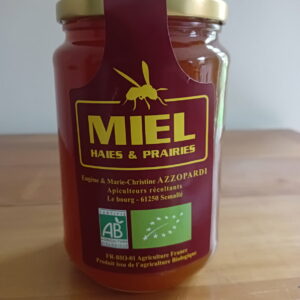 MIEL
HAIES & PRAIRIES
Eugène & Marie-Christine AZZOPARDI
Apiculteurs récoltants
Le bourg - 61250 Semallé
AB
FR-BIO-01 Agriculture France
Produit issu de l'agriculture Biologique